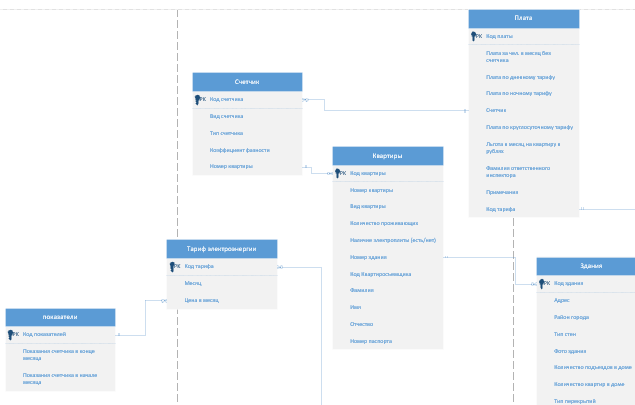 Плата
PK Код платы
Плата за чел. в месяц без
счетчика
Плата по дневному тарифу
Плата по ночному тарифу
Счетчик
Плата по круглосуточному тарифу
Льгота в месяц на квартиру в
рублях
Фамилия ответственного
инспектора
Примечания
Код тарифа
Счетчик
PK Код счетчика
Вид счетчика
Тип счетчика
Коэффициент фазности
Номер квартиры
Квартиры
PK Код квартиры
Номер квартиры
Вид квартиры
Количество проживающих
Наличие электроплиты (есть/нет)
Номер здания
Код Квартиросъемщика
Фамилия
Имя
Отчество
Номер паспорта
Тариф электроэнергии
PK Код тарифа
Месяц
Цена в месяц
показатели
PK Код показателей
Показания счетчика в конце
месяца
Показания счетчика в начале
месяца
Здания
PK Код здания
Адрес
Район города
Тип стен
Фото здания
Количество подъездов в доме
Количество квартир в доме
Тип перекрытий